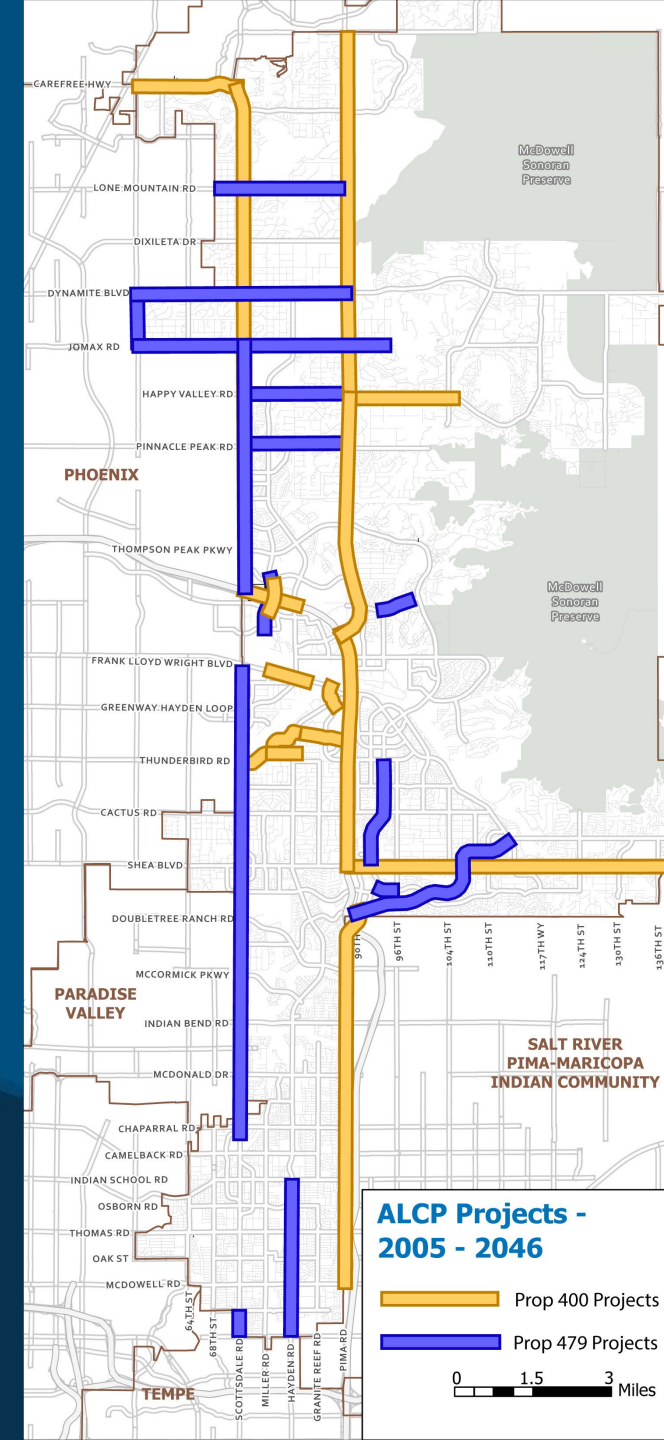 CAREFREE HWY
McDowell
Sonoran
Preserve
LONE MOUNTAIN RD
DIXILETA DR
DYNAMITE BLVD
JOMAX RD
HAPPY VALLEY RD
PINNACLE PEAK RD
PHOENIX
THOMPSON PEAK PKWY
McDowell
Sonoran
Preserve
FRANK LLOYD WRIGHT BLVD
GREENWAY HAYDEN LOOP
THUNDERBIRD RD
CACTUS RD
SHEA BLVD
DOUBLETREE RANCH RD
90TH
96TH ST
104TH ST
110TH ST
117TH WY
124TH ST
130TH ST
136TH ST
MCCORMICK PKWY
PARADISE
VALLEY
INDIAN BEND RD
SALT RIVER
PIMA-MARICOPA
INDIAN COMMUNITY
MCDONALD DR
CHAPARRAL RD
CAMELBACK RD
INDIAN SCHOOL RD
OSBORN RD
THOMAS RD
OAK ST
MCDOWELL RD
64TH ST
68TH ST
SCOTTSDALE RD
MILLER RD
HAYDEN RD
GRANITE REEF RD
PIMA RD
TEMPE
ALCP Projects -
2005 - 2046
Prop 400 Projects
Prop 479 Projects
0 1.5 3
Miles